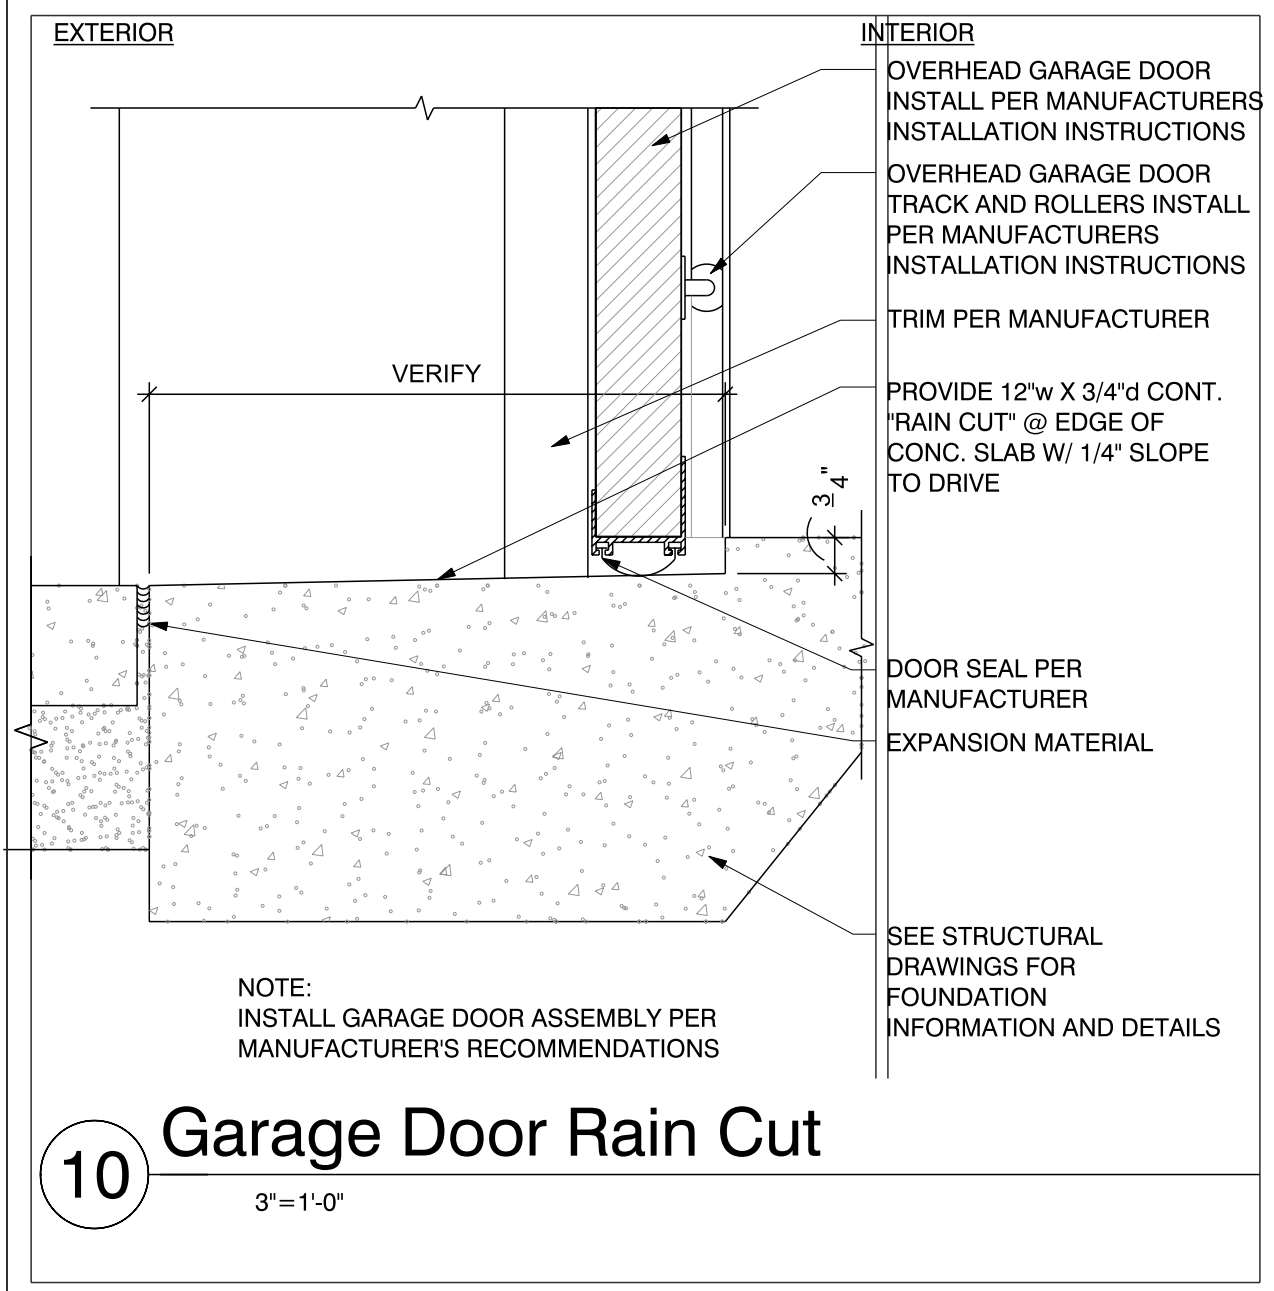 EXTERIOR
INTERIOR
OVERHEAD GARAGE DOOR
INSTALL PER MANUFACTURERS
INSTALLATION INSTRUCTIONS
OVERHEAD GARAGE DOOR
TRACK AND ROLLERS INSTALL
PER MANUFACTURERS
INSTALLATION INSTRUCTIONS
TRIM PER MANUFACTURER
VERIFY
PROVIDE 12"w X 3/4"d CONT.
"RAIN CUT" @ EDGE OF
CONC. SLAB W/ 1/4" SLOPE
TO DRIVE
3/4"
DOOR SEAL PER
MANUFACTURER
EXPANSION MATERIAL
SEE STRUCTURAL
DRAWINGS FOR
FOUNDATION
INFORMATION AND DETAILS
NOTE:
INSTALL GARAGE DOOR ASSEMBLY PER
MANUFACTURER'S RECOMMENDATIONS
10
Garage Door Rain Cut
3"=1'-0"